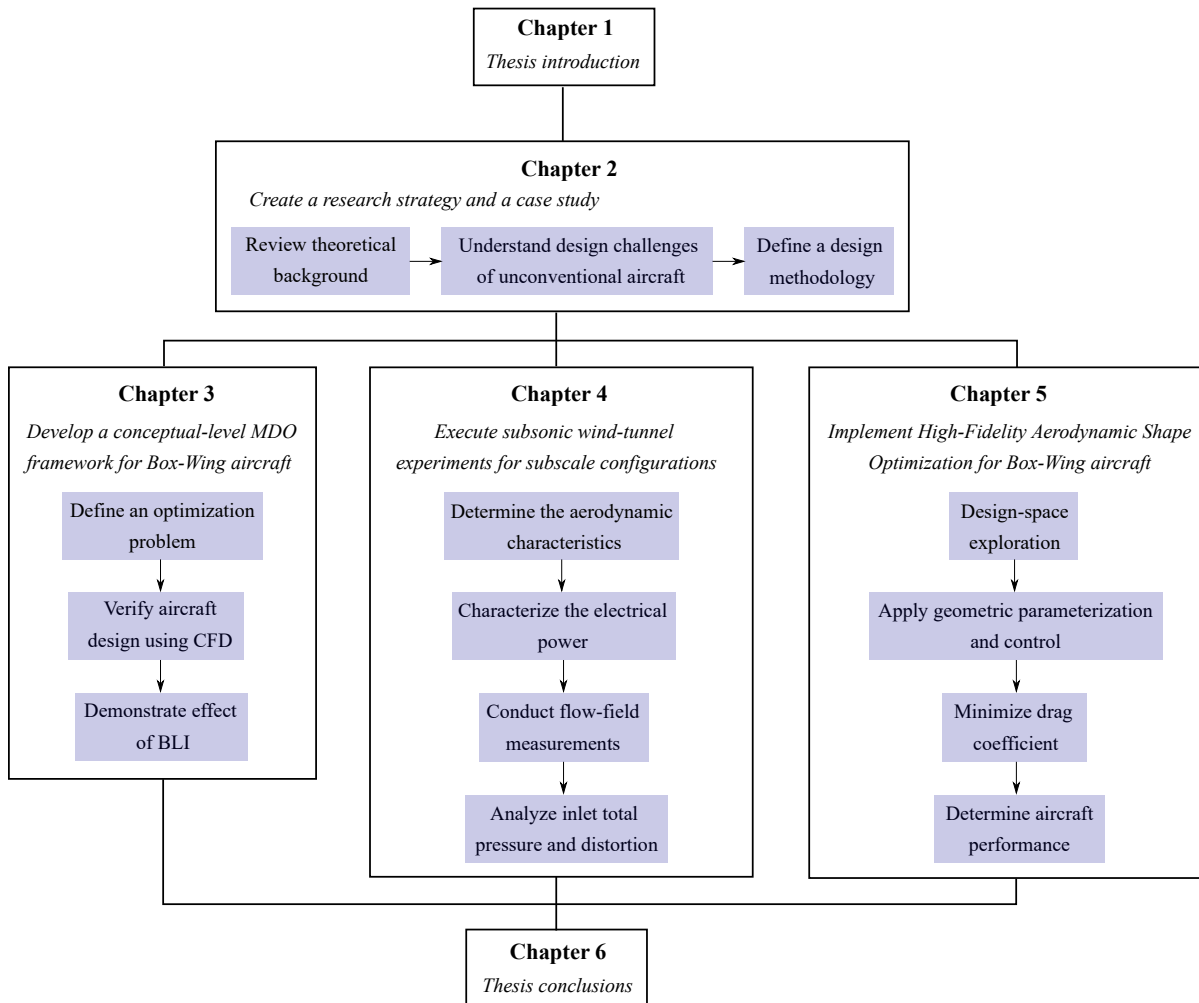 Chapter 1
Thesis introduction
Chapter 2
Create a research strategy and a case study
Review theoretical
background
Understand design challenges
of unconventional aircraft
Define a design
methodology
Chapter 3
Develop a conceptual-level MDO
framework for Box-Wing aircraft
Define an optimization
problem
Verify aircraft
design using CFD
Demonstrate effect
of BLI
Chapter 4
Execute subsonic wind-tunnel
experiments for subscale configurations
Determine the aerodynamic
characteristics
Characterize the electrical
power
Conduct flow-field
measurements
Analyze inlet total
pressure and distortion
Chapter 5
Implement High-Fidelity Aerodynamic Shape
Optimization for Box-Wing aircraft
Design-space
exploration
Apply geometric parameterization
and control
Minimize drag
coefficient
Determine aircraft
performance
Chapter 6
Thesis conclusions